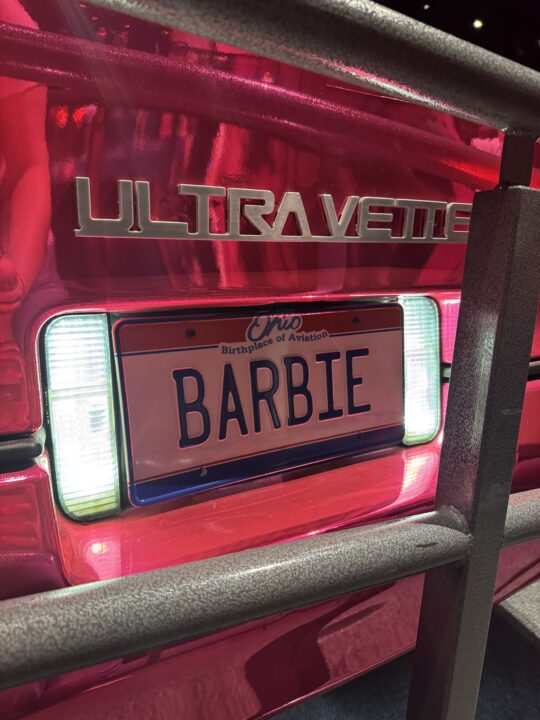 ULTRAVETTE
Ohio
Birthplace of Aviation
BARBIE